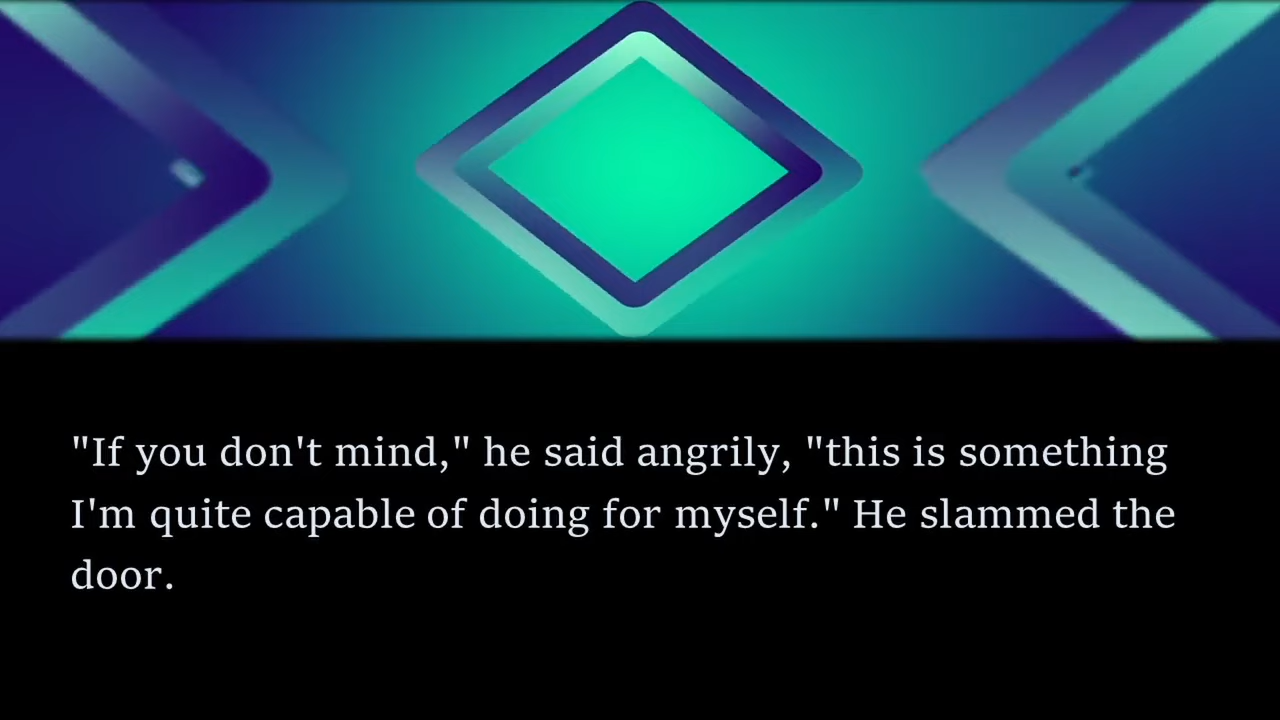 "If you don't mind," he said angrily, "this is something
I'm quite capable of doing for myself." He slammed the
door.